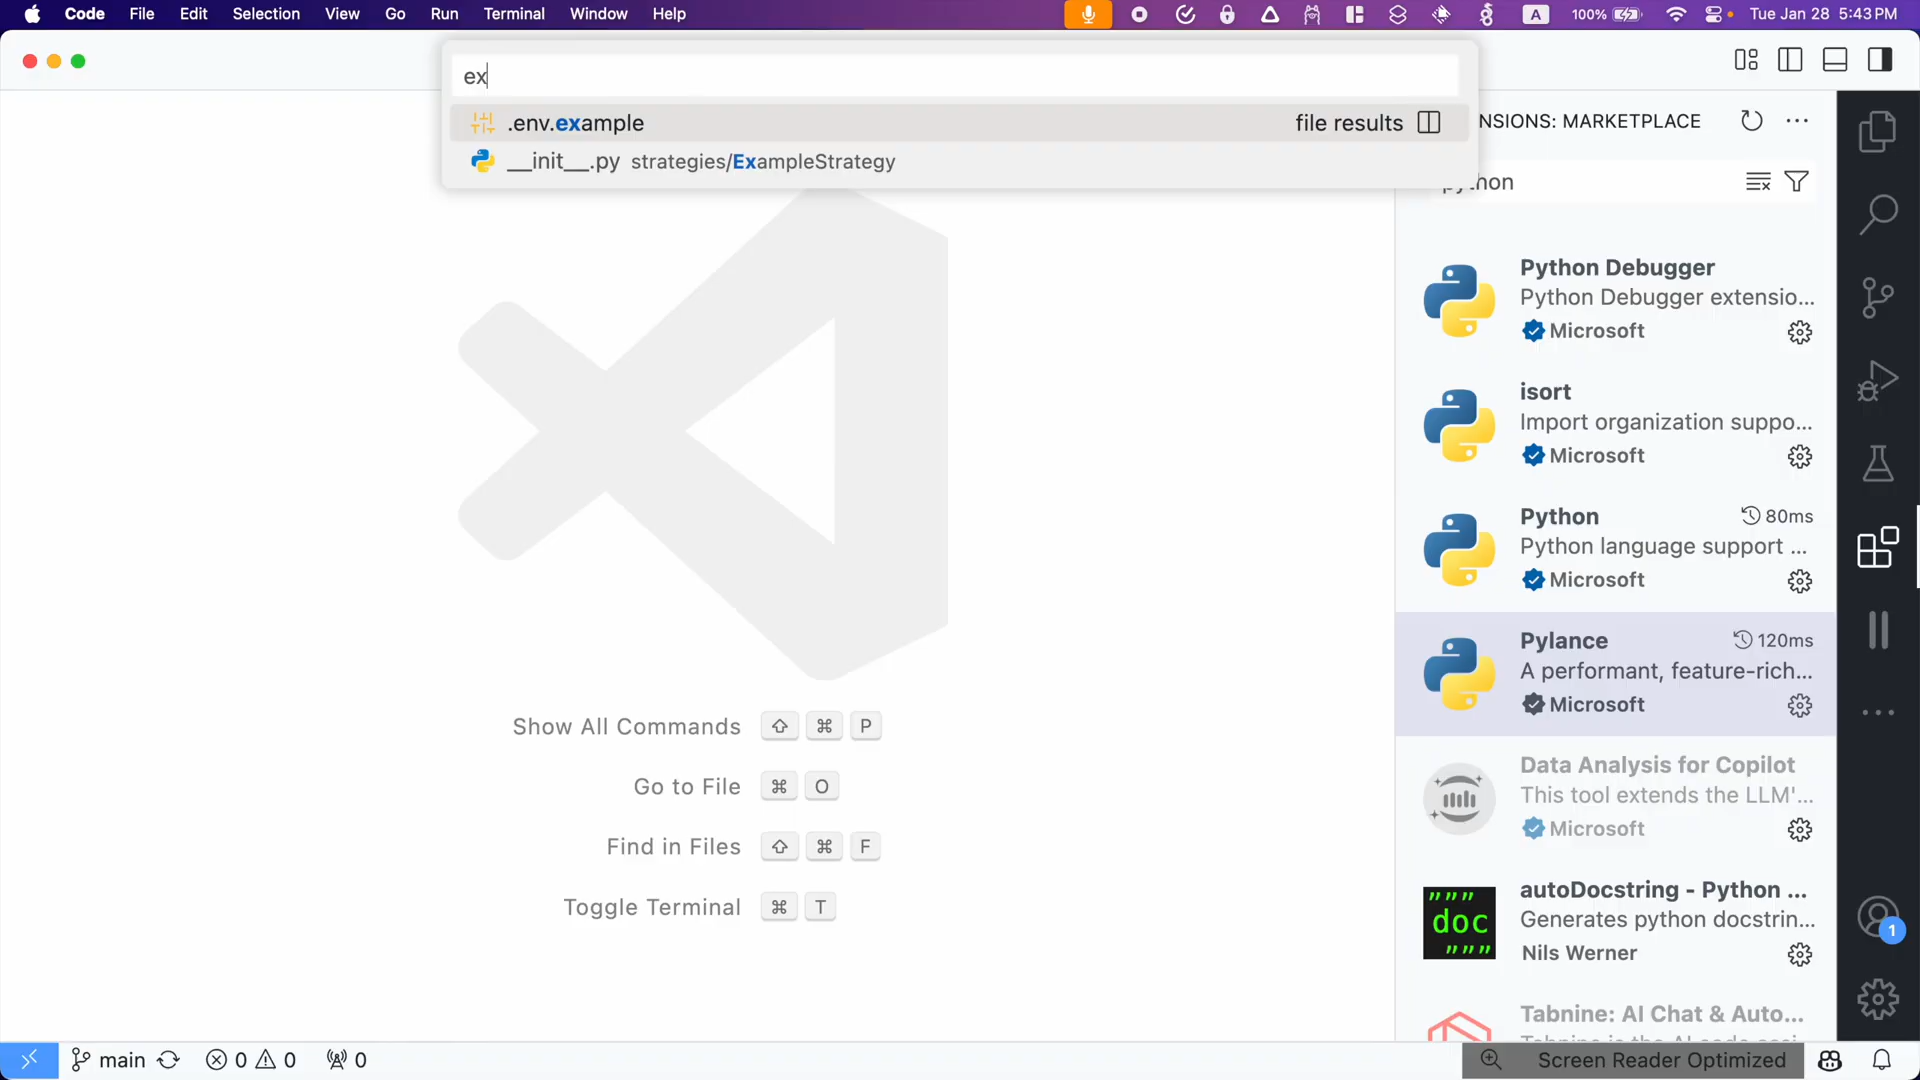 Code File Edit Selection View Go Run Terminal Window Help A 100% Tue Jan 28 5:43 PM
ex
.env.example file results
__init__.py strategies/ExampleStrategy
NSIONS: MARKETPLACE
python
Python Debugger
Python Debugger extensio...
Microsoft
isort
Import organization suppo...
Microsoft
Python 80ms
Python language support ...
Microsoft
Pylance 120ms
A performant, feature-rich...
Microsoft
Data Analysis for Copilot
This tool extends the LLM'...
Microsoft
autoDocstring - Python ...
Generates python docstrin...
Nils Werner
Tabnine: AI Chat & Auto...
Show All Commands ⇧ ⌘ P
Go to File ⌘ O
Find in Files ⇧ ⌘ F
Toggle Terminal ⌘ T
""" doc """
1
main 0 0 0 Screen Reader Optimized